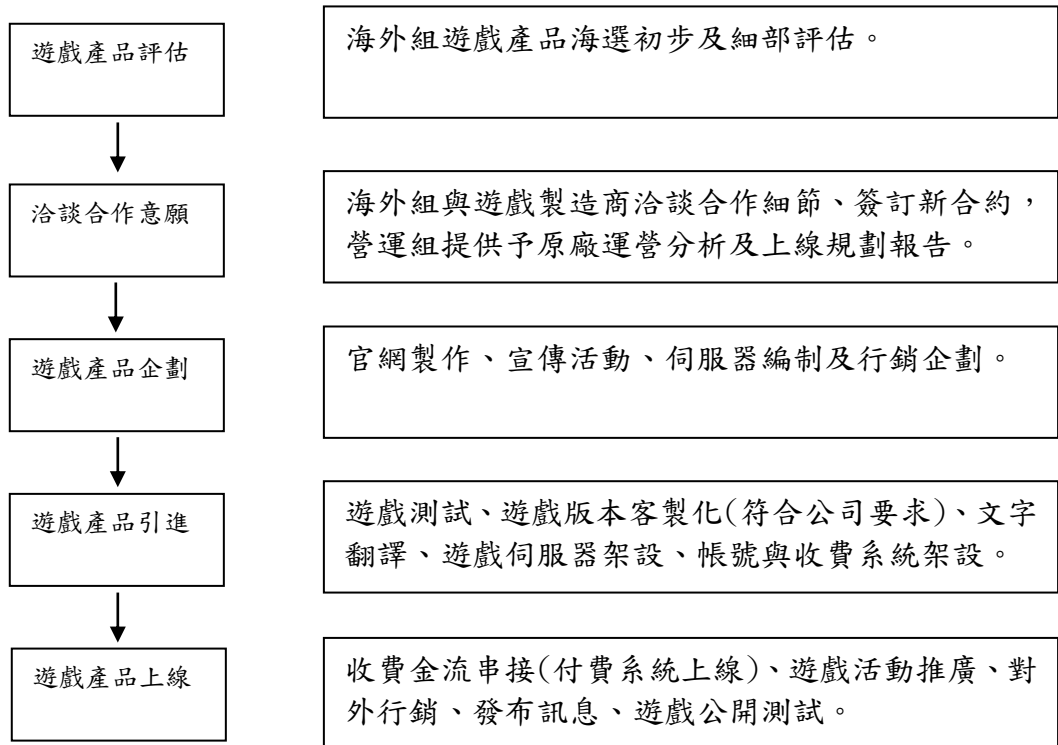 遊戲產品評估
海外組遊戲產品海選初步及細部評估。
洽談合作意願
海外組與遊戲製造商洽談合作細節、簽訂新合約，
營運組提供予原廠運營分析及上線規劃報告。
遊戲產品企劃
官網製作、宣傳活動、伺服器編制及行銷企劃。
遊戲產品引進
遊戲測試、遊戲版本客製化(符合公司要求)、文字
翻譯、遊戲伺服器架設、帳號與收費系統架設。
遊戲產品上線
收費金流串接(付費系統上線)、遊戲活動推廣、對
外行銷、發布訊息、遊戲公開測試。